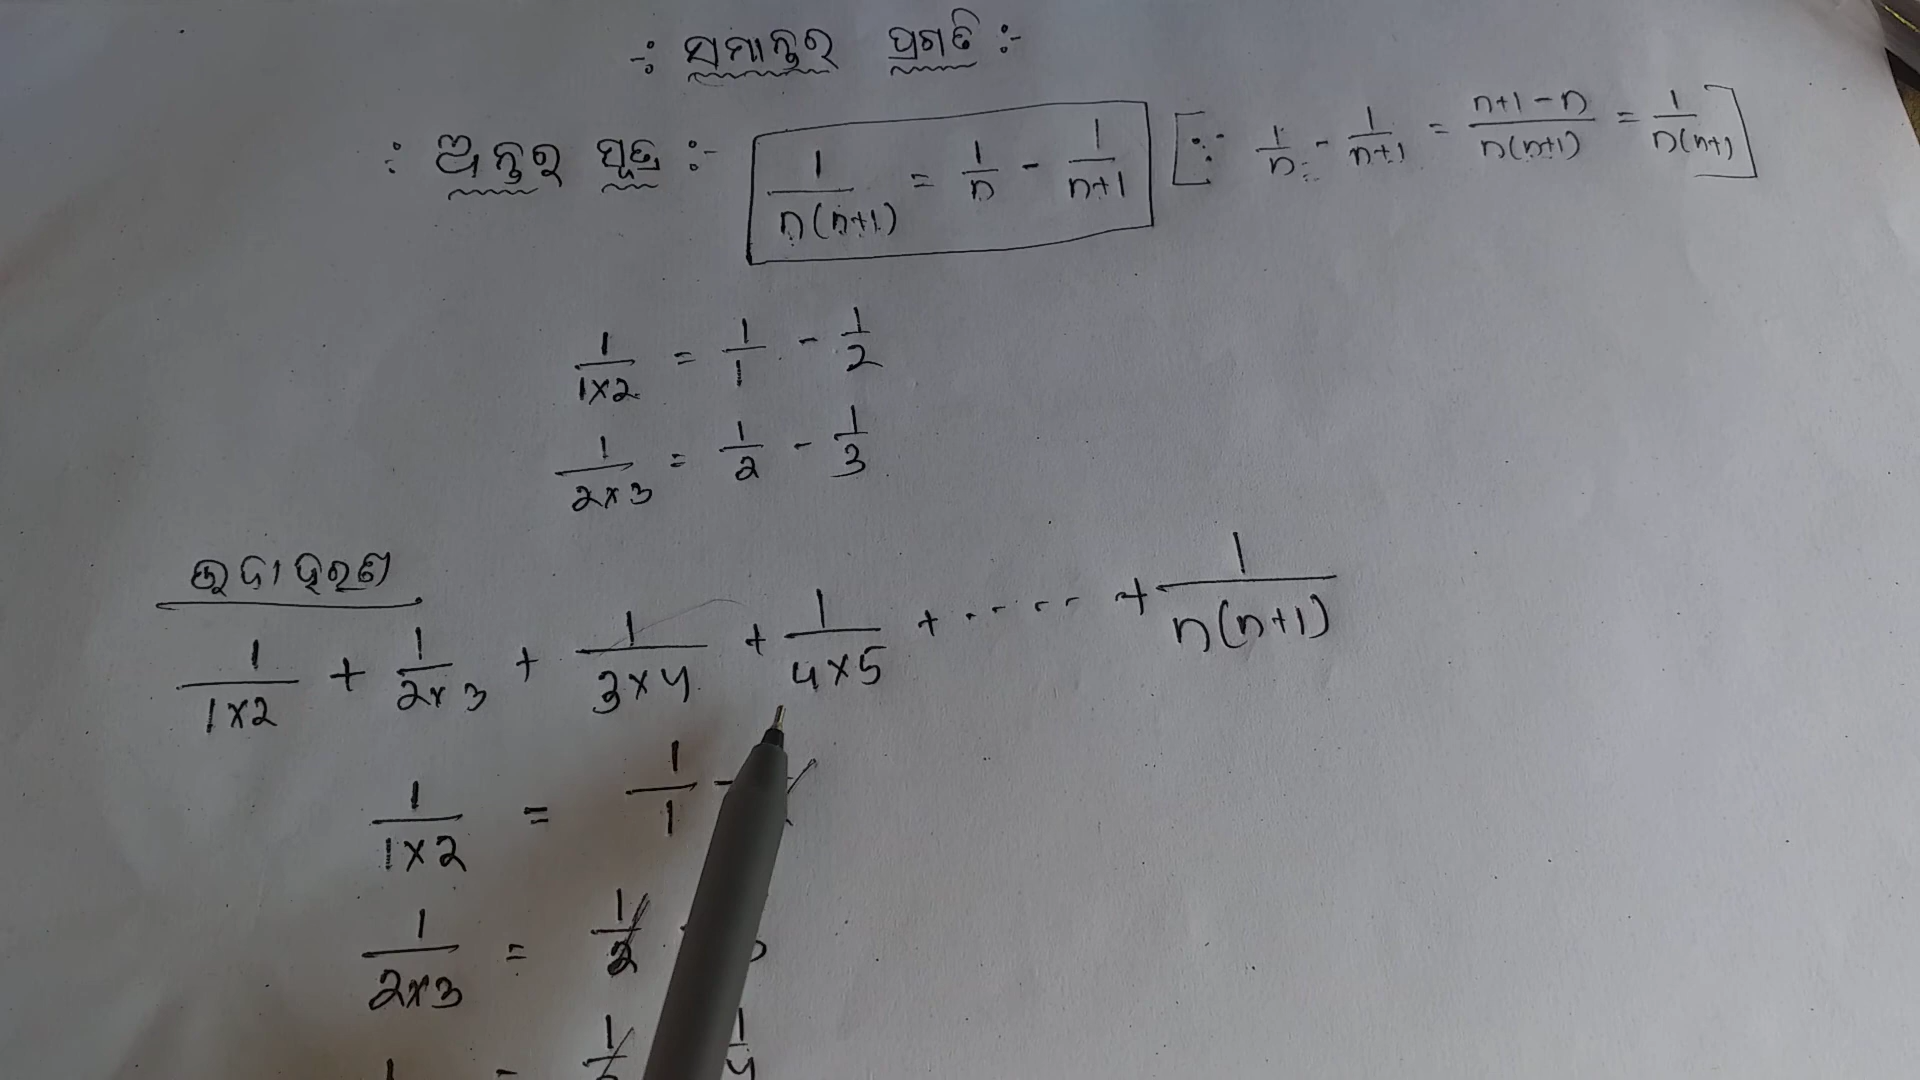 -: ସମାନ୍ତର ପ୍ରଗତି :-
: ଅନ୍ତର ସୂତ୍ର :- 1/n(n+1) = 1/n - 1/n+1 [∵ 1/n - 1/n+1 = n+1-n/n(n+1) = 1/n(n+1)]
1/1×2 = 1/1 - 1/2
1/2×3 = 1/2 - 1/3
ଉଦାହରଣ
1/1×2 + 1/2×3 + 1/3×4 + 1/4×5 + ..... + 1/n(n+1)
1/1×2 = 1/1 -
1/2×3 = 1/2
1/4